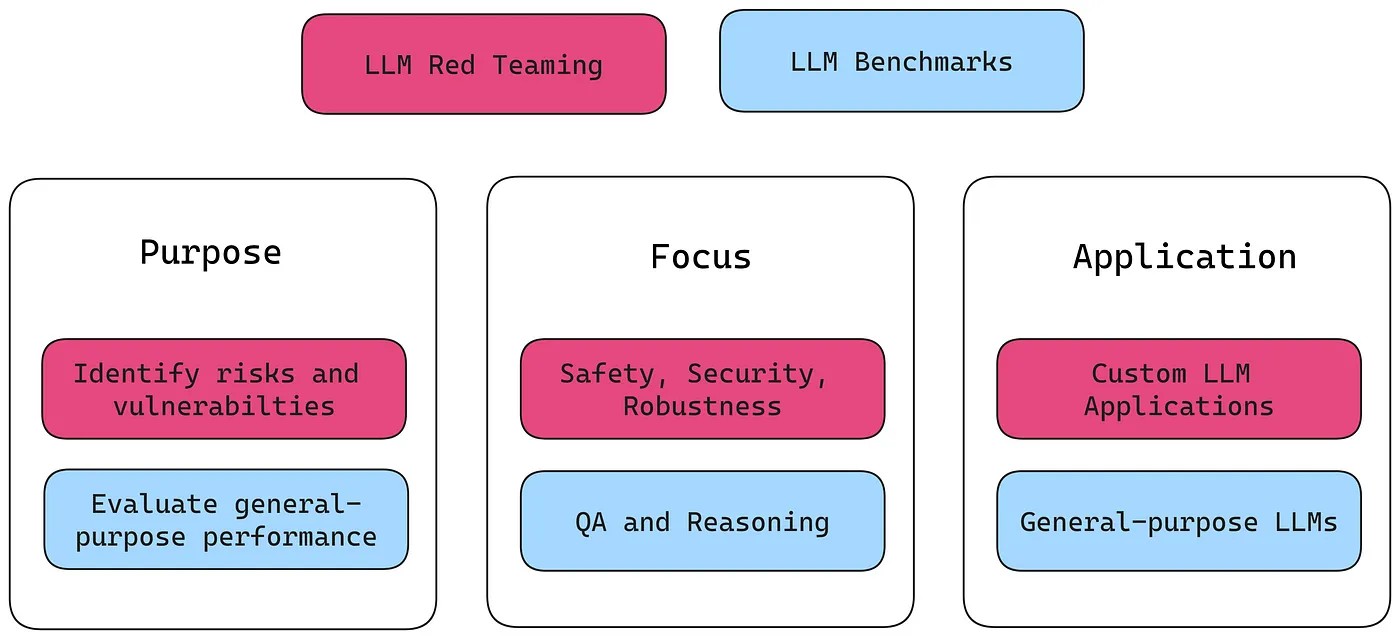 LLM Red Teaming
LLM Benchmarks
Purpose
Identify risks and
vulnerabilties
Evaluate general-
purpose performance
Focus
Safety, Security,
Robustness
QA and Reasoning
Application
Custom LLM
Applications
General-purpose LLMs